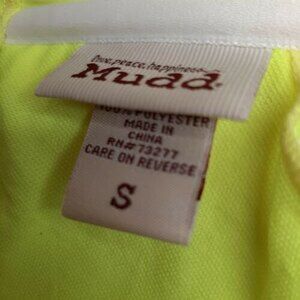 love, peace, happiness
Mudd
100% POLYESTER
MADE IN
CHINA
RN#73277
CARE ON REVERSE
S